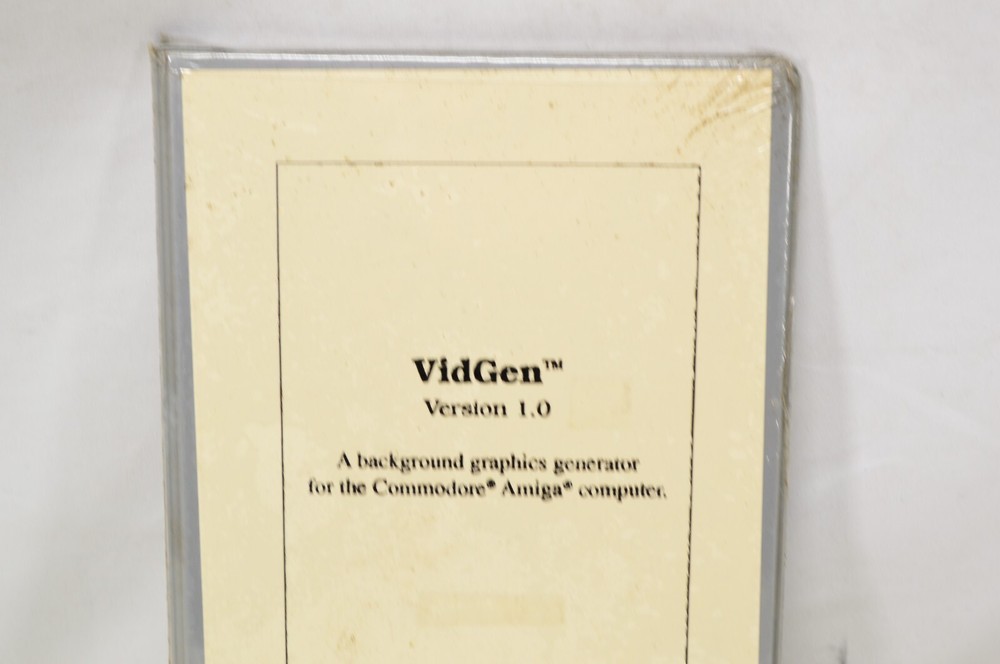 VidGen™
Version 1.0
A background graphics generator
for the Commodore® Amiga® computer.